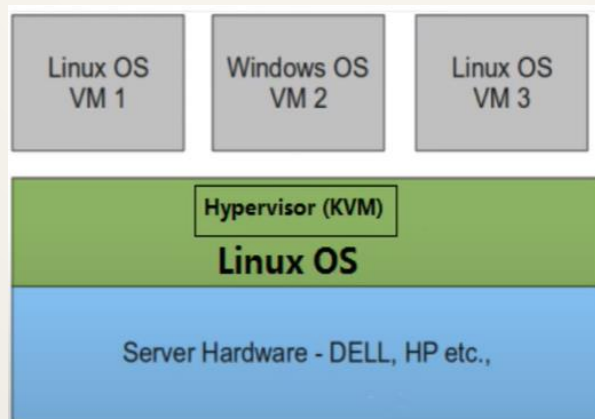 Linux OS
VM 1
Windows OS
VM 2
Linux OS
VM 3
Hypervisor (KVM)
Linux OS
Server Hardware - DELL, HP etc.,